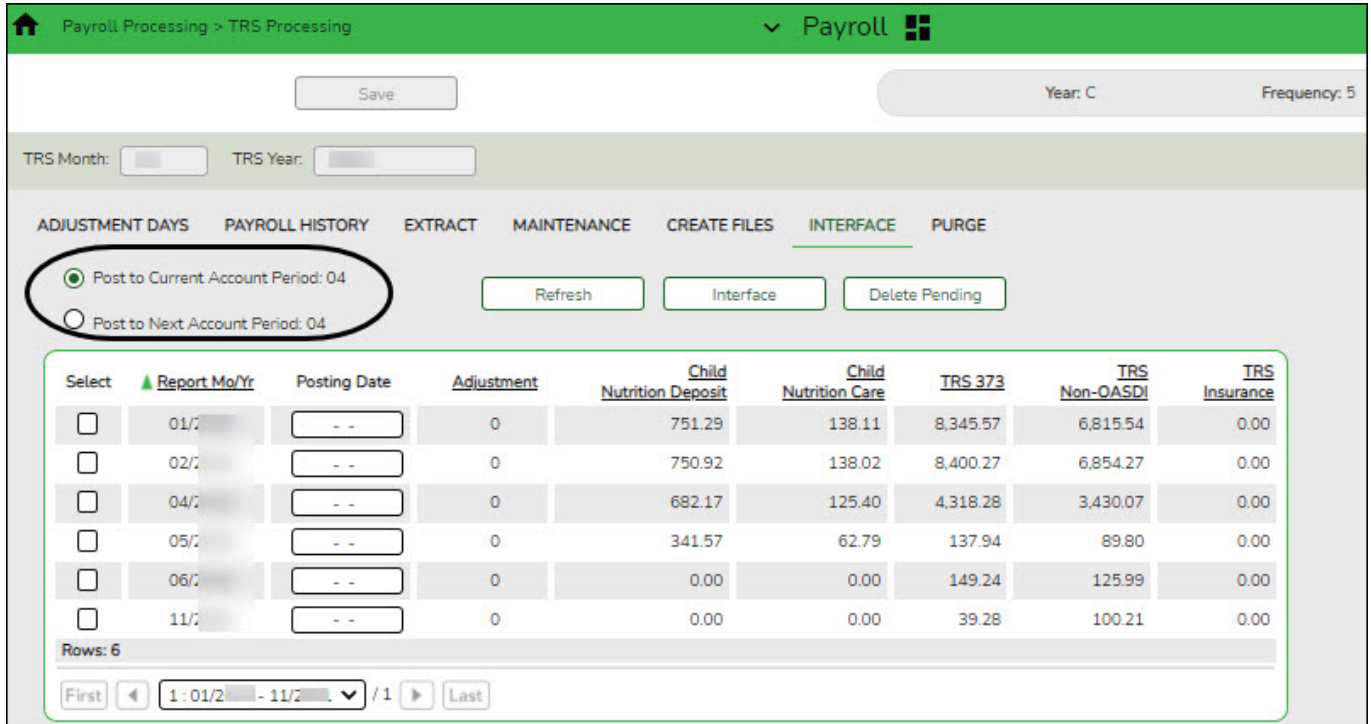 Payroll Processing > TRS Processing Payroll
Save Year: C Frequency: 5
TRS Month: TRS Year:
ADJUSTMENT DAYS PAYROLL HISTORY EXTRACT MAINTENANCE CREATE FILES INTERFACE PURGE
Post to Current Account Period: 04
Refresh Interface Delete Pending
Post to Next Account Period: 04
Select Report Mo/Yr Posting Date Adjustment Child Nutrition Deposit Child Nutrition Care TRS 373 TRS Non-OASDI TRS Insurance
01/2 - - 0 751.29 138.11 8,345.57 6,815.54 0.00
02/2 - - 0 750.92 138.02 8,400.27 6,854.27 0.00
04/2 - - 0 682.17 125.40 4,318.28 3,430.07 0.00
05/2 - - 0 341.57 62.79 137.94 89.80 0.00
06/2 - - 0 0.00 0.00 149.24 125.99 0.00
11/2 - - 0 0.00 0.00 39.28 100.21 0.00
Rows: 6
First 1 : 01/2 - 11/2 / 1 Last